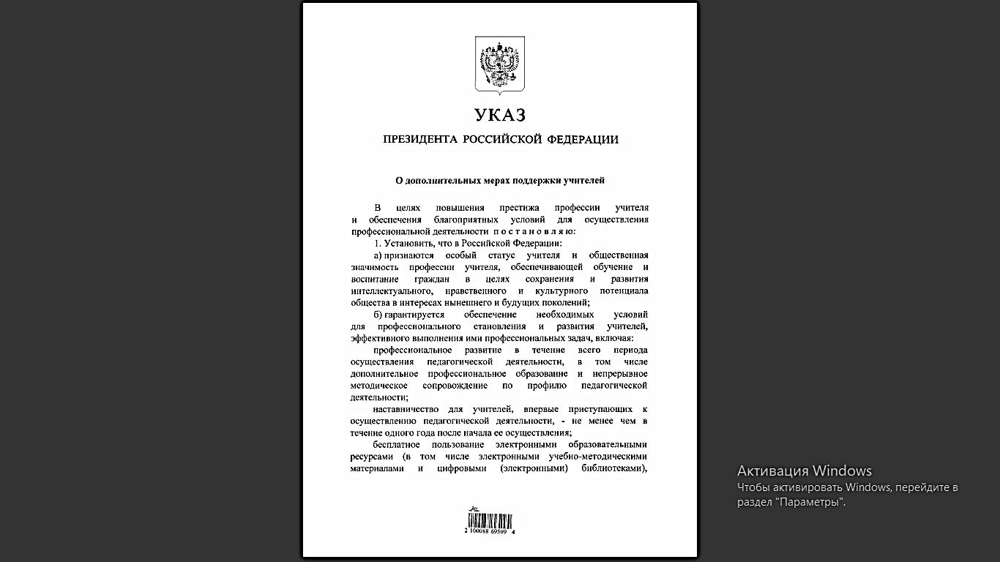 УКАЗ
ПРЕЗИДЕНТА РОССИЙСКОЙ ФЕДЕРАЦИИ
О дополнительных мерах поддержки учителей
В целях повышения престижа профессии учителя
и обеспечения благоприятных условий для осуществления
профессиональной деятельности п о с т а н о в л я ю:
1. Установить, что в Российской Федерации:
а) признаются особый статус учителя и общественная
значимость профессии учителя, обеспечивающей обучение и
воспитание граждан в целях сохранения и развития
интеллектуального, нравственного и культурного потенциала
общества в интересах нынешнего и будущих поколений;
б) гарантируется обеспечение необходимых условий
для профессионального становления и развития учителей,
эффективного выполнения ими профессиональных задач, включая:
профессиональное развитие в течение всего периода
осуществления педагогической деятельности, в том числе
дополнительное профессиональное образование и непрерывное
методическое сопровождение по профилю педагогической
деятельности;
наставничество для учителей, впервые приступающих к
осуществлению педагогической деятельности, - не менее чем в
течение одного года после начала ее осуществления;
бесплатное пользование электронными образовательными
ресурсами (в том числе электронными учебно-методическими
материалами и цифровыми (электронными) библиотеками),
2 100088 69509 4
Активация Windows
Чтобы активировать Windows, перейдите в
раздел "Параметры".